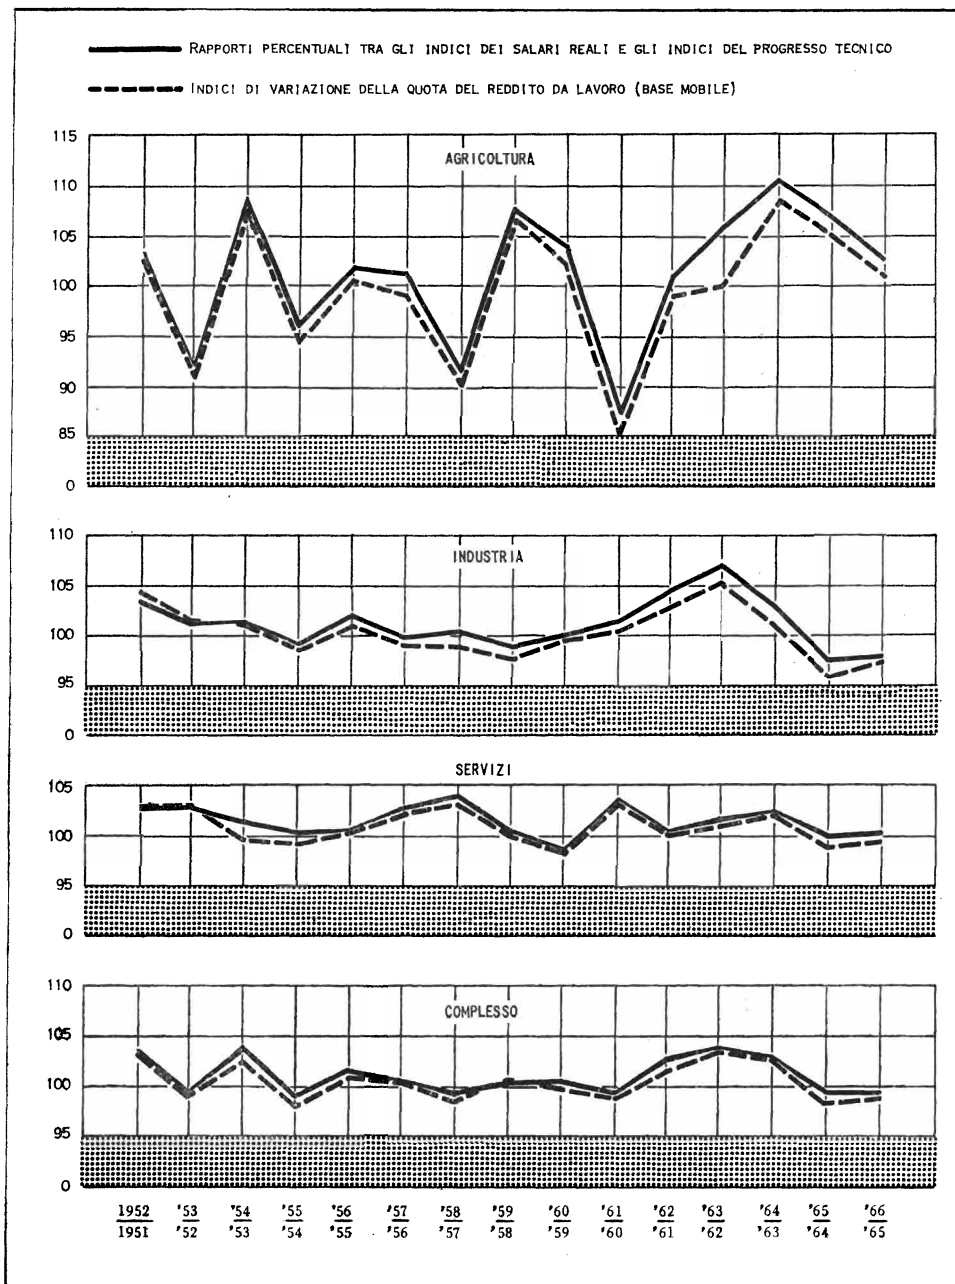 RAPPORTI PERCENTUALI TRA GLI INDICI DEI SALARI REALI E GLI INDICI DEL PROGRESSO TECNICO
INDICI DI VARIAZIONE DELLA QUOTA DEL REDDITO DA LAVORO (BASE MOBILE)
AGRICOLTURA
115
110
105
100
95
90
85
0
INDUSTRIA
110
105
100
95
0
SERVIZI
105
100
95
0
COMPLESSO
110
105
100
95
0
1952 '53 '54 '55 '56 '57 '58 '59 '60 '61 '62 '63 '64 '65 '66
1951 '52 '53 '54 '55 '56 '57 '58 '59 '60 '61 '62 '63 '64 '65